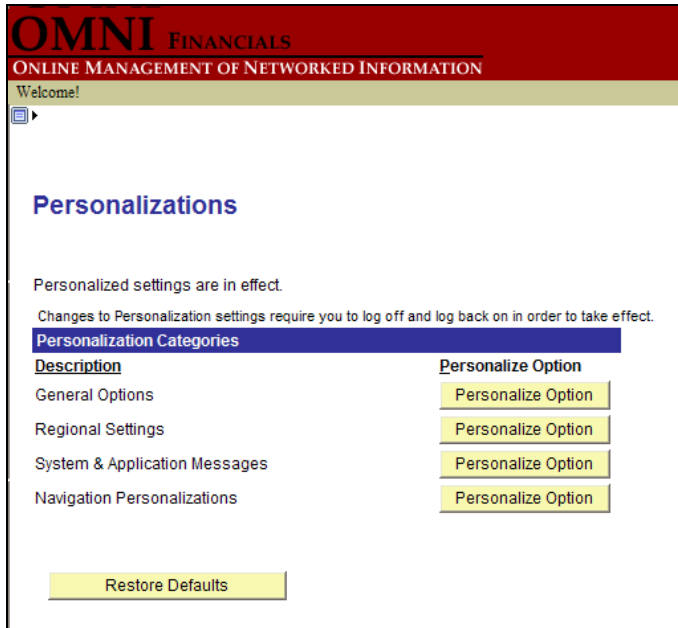 OMNI FINANCIALS
ONLINE MANAGEMENT OF NETWORKED INFORMATION
Welcome!
Personalizations
Personalized settings are in effect.
Changes to Personalization settings require you to log off and log back on in order to take effect.
Personalization Categories
Description Personalize Option
General Options Personalize Option
Regional Settings Personalize Option
System & Application Messages Personalize Option
Navigation Personalizations Personalize Option
Restore Defaults